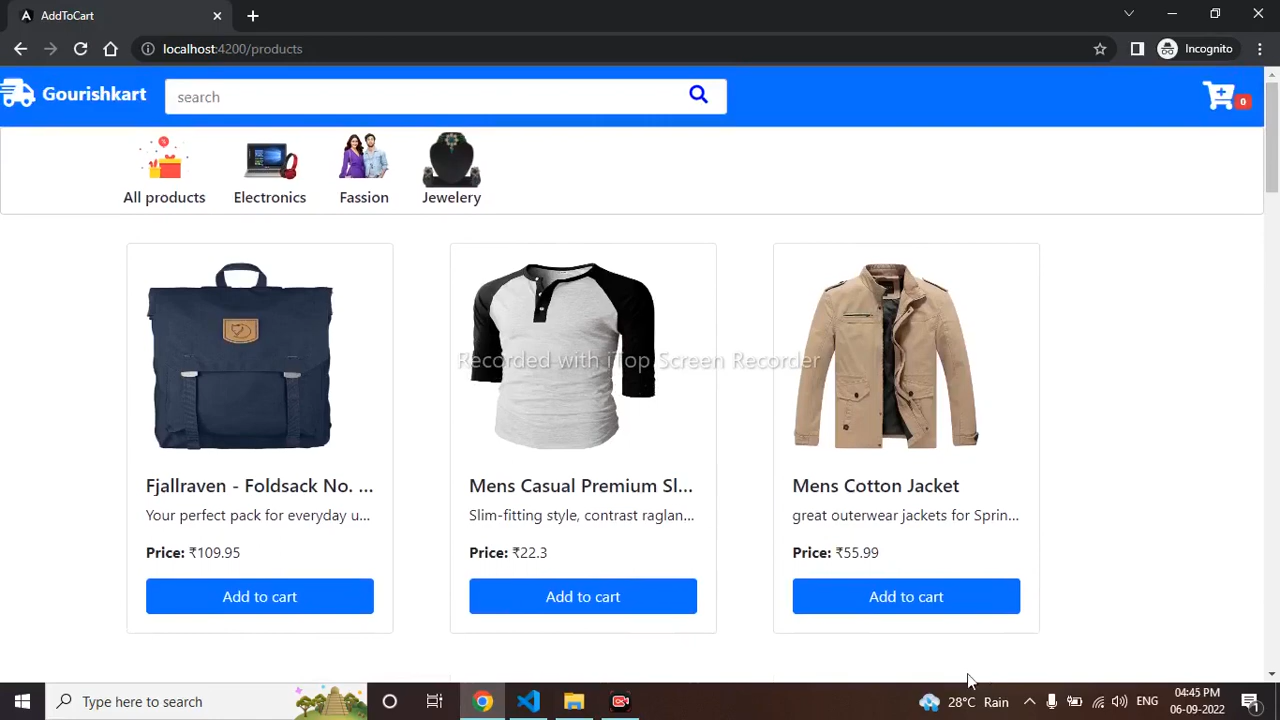 AddToCart
localhost:4200/products
Incognito
Gourishkart
search
0
All products
Electronics
Fassion
Jewelery
Recorded with iTop Screen Recorder
Fjallraven - Foldsack No. ...
Your perfect pack for everyday u...
Price: ₹109.95
Add to cart
Mens Casual Premium Sl...
Slim-fitting style, contrast raglan...
Price: ₹22.3
Add to cart
Mens Cotton Jacket
great outerwear jackets for Sprin...
Price: ₹55.99
Add to cart
Type here to search
28°C Rain
ENG
04:45 PM
06-09-2022
1